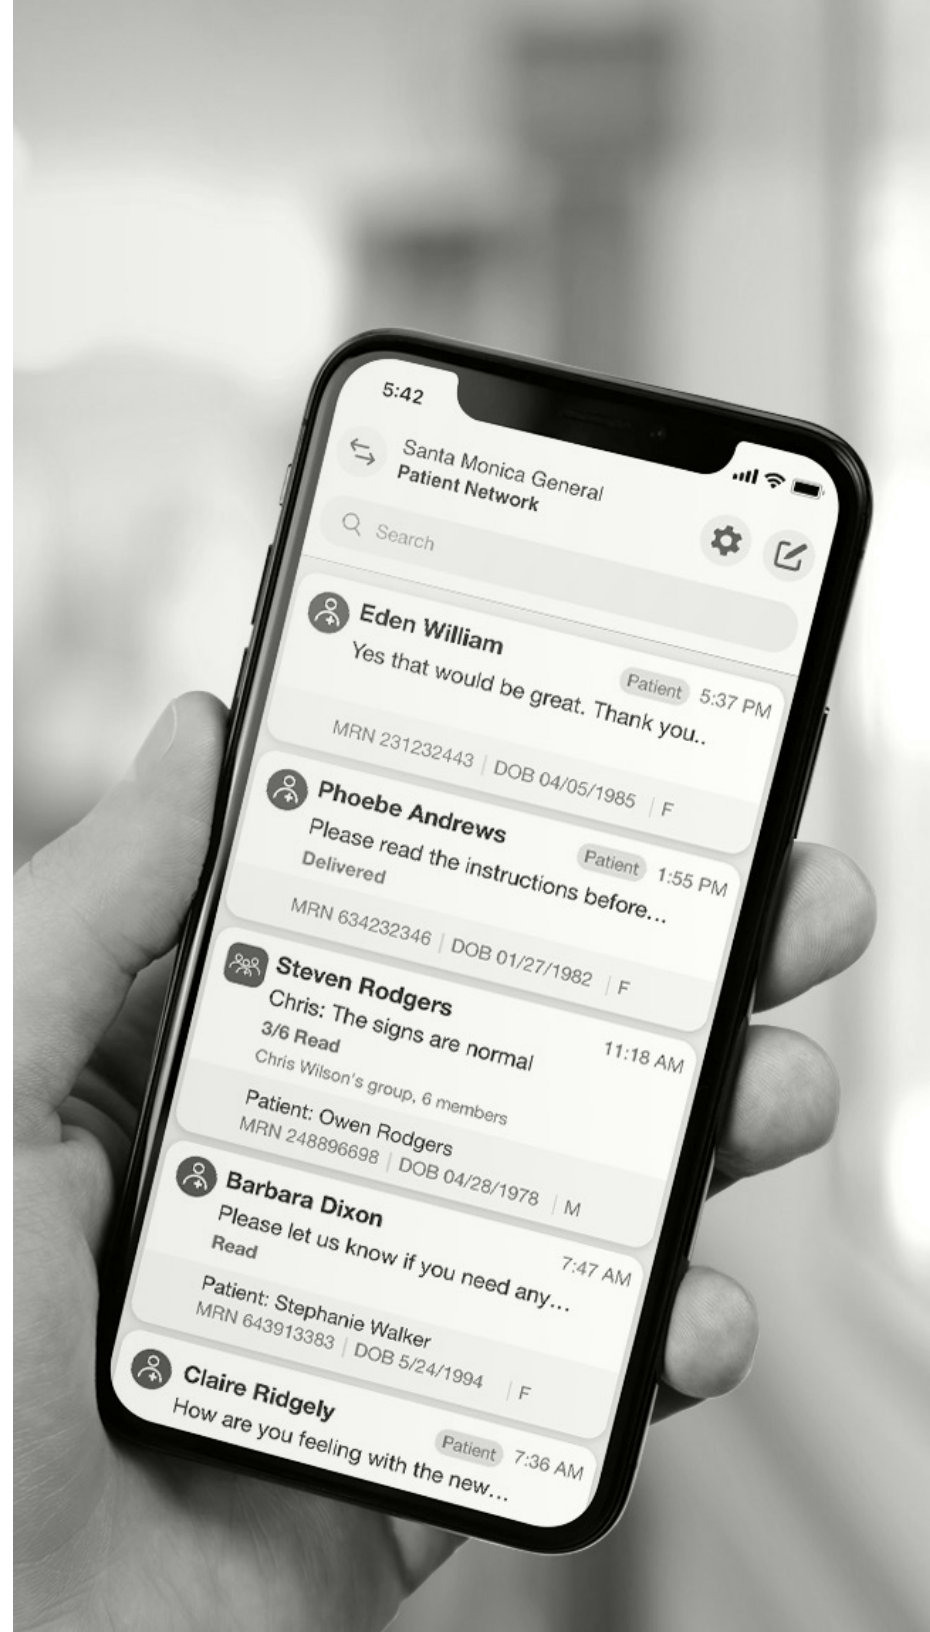 5:42
Santa Monica General
Patient Network
Search
Eden William
Patient 5:37 PM
Yes that would be great. Thank you..
MRN 231232443 | DOB 04/05/1985 | F
Phoebe Andrews
Patient 1:55 PM
Please read the instructions before...
Delivered
MRN 634232346 | DOB 01/27/1982 | F
Steven Rodgers
11:18 AM
Chris: The signs are normal
3/6 Read
Chris Wilson's group, 6 members
Patient: Owen Rodgers
MRN 248896698 | DOB 04/28/1978 | M
Barbara Dixon
7:47 AM
Please let us know if you need any...
Read
Patient: Stephanie Walker
MRN 643913383 | DOB 5/24/1994 | F
Claire Ridgely
Patient 7:36 AM
How are you feeling with the new...